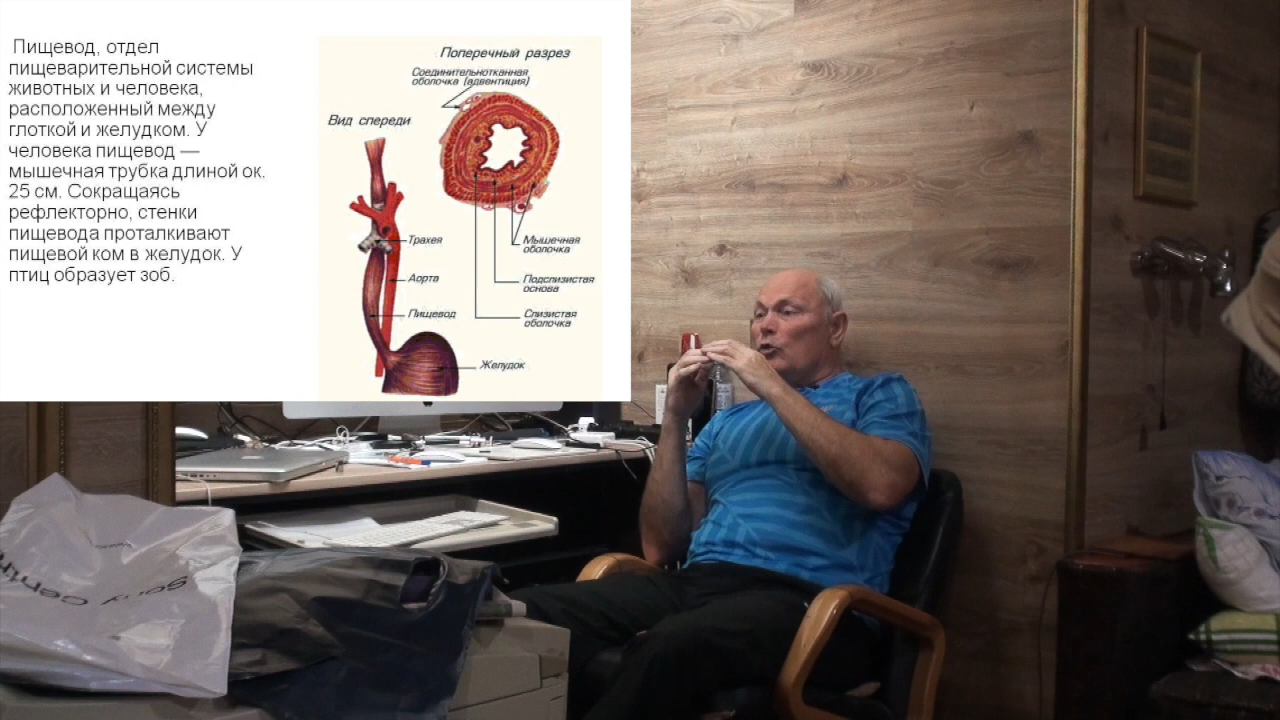 Пищевод, отдел
пищеварительной системы
животных и человека,
расположенный между
глоткой и желудком. У
человека пищевод —
мышечная трубка длиной ок.
25 см. Сокращаясь
рефлекторно, стенки
пищевода проталкивают
пищевой ком в желудок. У
птиц образует зоб.
Поперечный разрез
Соединительнотканная
оболочка (адвентиция)
Вид спереди
Трахея
Аорта
Пищевод
Желудок
Мышечная
оболочка
Подслизистая
основа
Слизистая
оболочка
Sony Centre